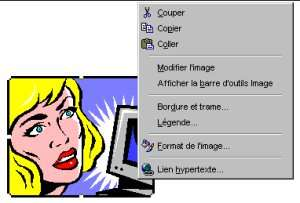 Couper
Copier
Coller
Modifier l'image
Afficher la barre d'outils Image
Bordure et trame...
Légende...
Format de l'image...
Lien hypertexte...